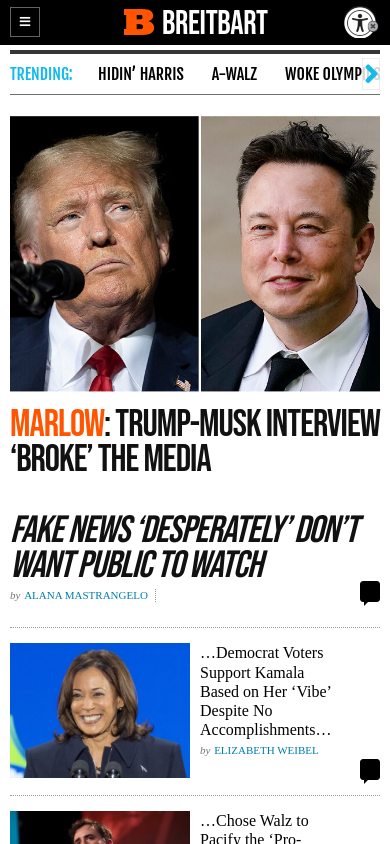 BREITBART
TRENDING:
HIDIN’ HARRIS
A–WALZ
WOKE OLYMP
MARLOW: TRUMP-MUSK INTERVIEW
‘BROKE’ THE MEDIA
FAKE NEWS ‘DESPERATELY’ DON’T
WANT PUBLIC TO WATCH
by ALANA MASTRANGELO
…Democrat Voters
Support Kamala
Based on Her ‘Vibe’
Despite No
Accomplishments…
by ELIZABETH WEIBEL
…Chose Walz to
Pacify the ‘Pro-